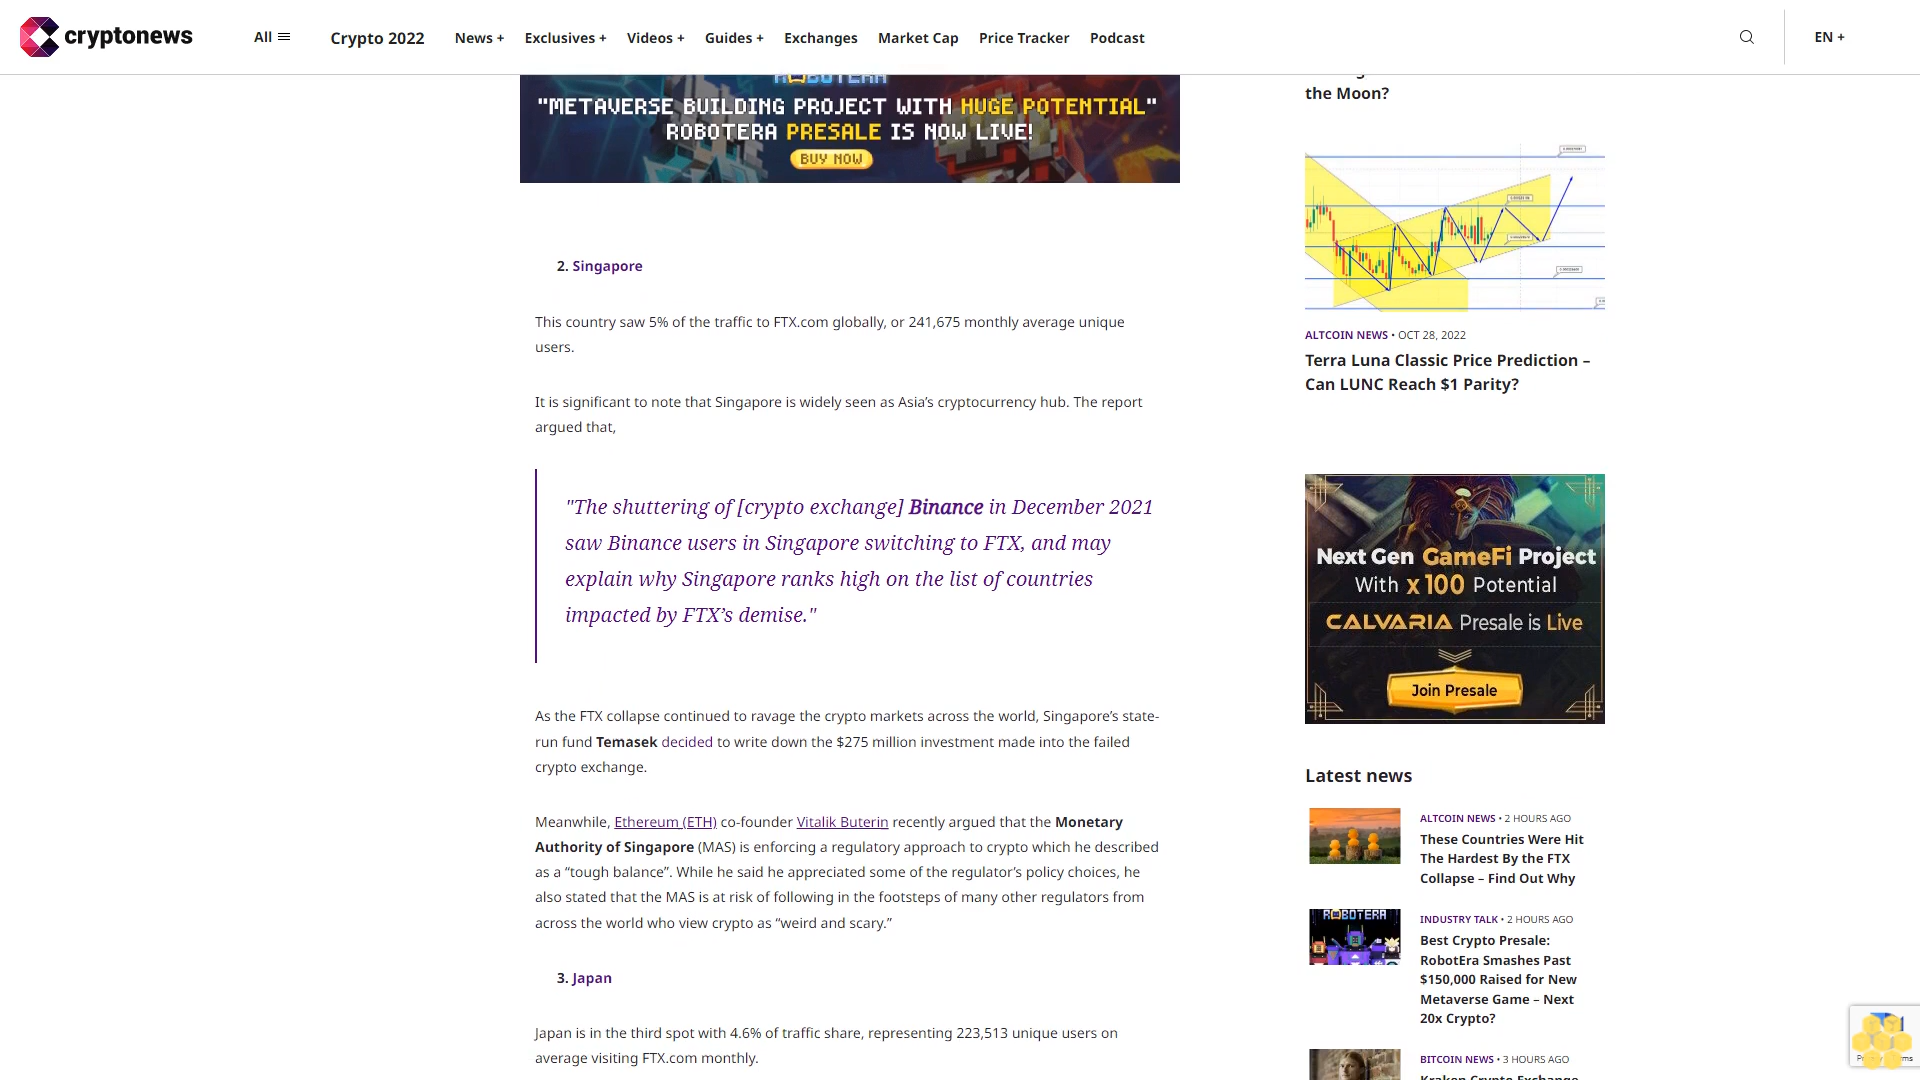 cryptonews
All
Crypto 2022
News +
Exclusives +
Videos +
Guides +
Exchanges
Market Cap
Price Tracker
Podcast
EN +
ROBOTERA
"METAVERSE BUILDING PROJECT WITH HUGE POTENTIAL"
ROBOTERA PRESALE IS NOW LIVE!
BUY NOW
2. Singapore
This country saw 5% of the traffic to FTX.com globally, or 241,675 monthly average unique
users.
It is significant to note that Singapore is widely seen as Asia’s cryptocurrency hub. The report
argued that,
"The shuttering of [crypto exchange] Binance in December 2021
saw Binance users in Singapore switching to FTX, and may
explain why Singapore ranks high on the list of countries
impacted by FTX’s demise."
As the FTX collapse continued to ravage the crypto markets across the world, Singapore’s state-
run fund Temasek decided to write down the $275 million investment made into the failed
crypto exchange.
Meanwhile, Ethereum (ETH) co-founder Vitalik Buterin recently argued that the Monetary
Authority of Singapore (MAS) is enforcing a regulatory approach to crypto which he described
as a “tough balance”. While he said he appreciated some of the regulator’s policy choices, he
also stated that the MAS is at risk of following in the footsteps of many other regulators from
across the world who view crypto as “weird and scary.”
3. Japan
Japan is in the third spot with 4.6% of traffic share, representing 223,513 unique users on
average visiting FTX.com monthly.
the Moon?
ALTCOIN NEWS • OCT 28, 2022
Terra Luna Classic Price Prediction –
Can LUNC Reach $1 Parity?
Next Gen GameFi Project
With x100 Potential
CALVARIA Presale is Live
Join Presale
Latest news
ALTCOIN NEWS • 2 HOURS AGO
These Countries Were Hit
The Hardest By the FTX
Collapse – Find Out Why
ROBOTERA
INDUSTRY TALK • 2 HOURS AGO
Best Crypto Presale:
RobotEra Smashes Past
$150,000 Raised for New
Metaverse Game – Next
20x Crypto?
BITCOIN NEWS • 3 HOURS AGO
Kraken Crypto Exchange